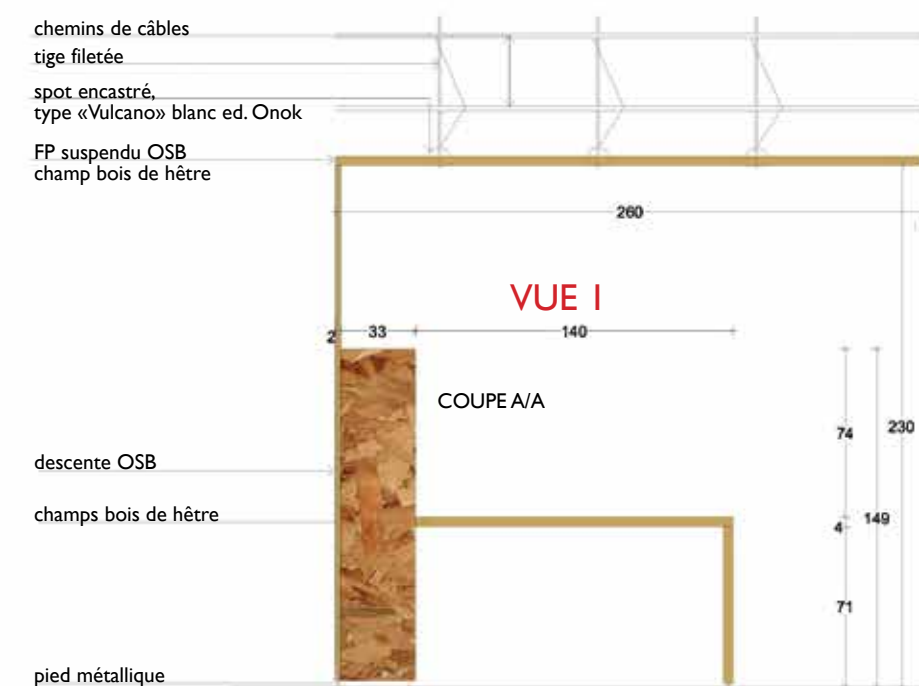 chemins de câbles
tige filetée
spot encastré,
type «Vulcano» blanc ed. Onok
FP suspendu OSB
champ bois de hêtre
260
VUE 1
2
33
140
COUPE A/A
74
230
descente OSB
champs bois de hêtre
4
149
71
pied métallique